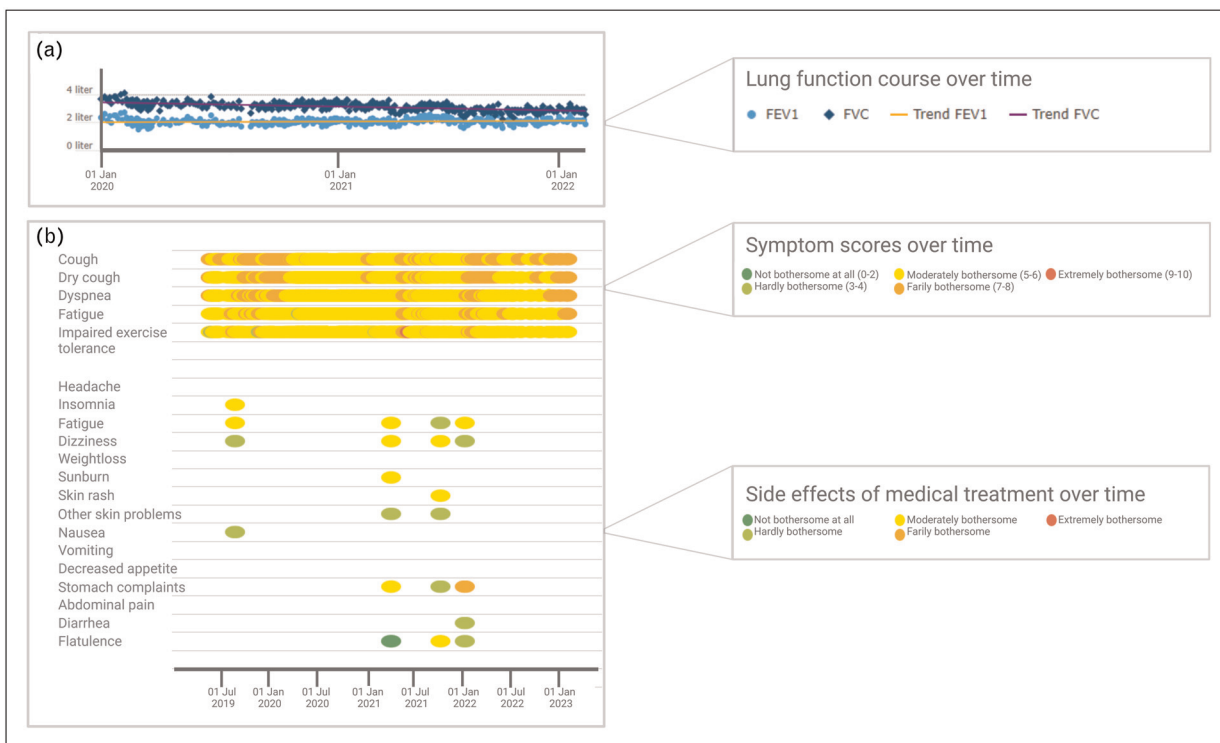 (a)
4 liter
2 liter
0 liter
01 Jan
2020
01 Jan
2021
01 Jan
2022
Lung function course over time
FEV1
FVC
Trend FEV1
Trend FVC
(b)
Cough
Dry cough
Dyspnea
Fatigue
Impaired exercise
tolerance
Headache
Insomnia
Fatigue
Dizziness
Weightloss
Sunburn
Skin rash
Other skin problems
Nausea
Vomiting
Decreased appetite
Stomach complaints
Abdominal pain
Diarrhea
Flatulence
01 Jul
2019
01 Jan
2020
01 Jul
2020
01 Jan
2021
01 Jul
2021
01 Jan
2022
01 Jul
2022
01 Jan
2023
Symptom scores over time
Not bothersome at all (0-2)
Moderately bothersome (5-6)
Extremely bothersome (9-10)
Hardly bothersome (3-4)
Farily bothersome (7-8)
Side effects of medical treatment over time
Not bothersome at all
Moderately bothersome
Extremely bothersome
Hardly bothersome
Farily bothersome